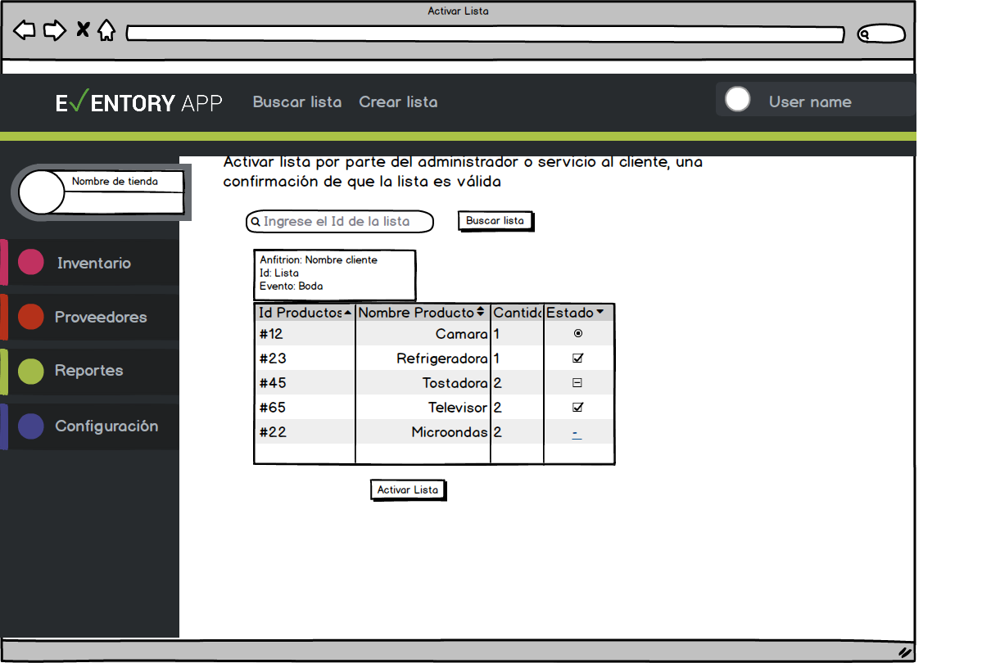 Activar Lista
E✓ENTORY APP
Buscar lista
Crear lista
User name
Nombre de tienda
Inventario
Proveedores
Reportes
Configuración
Activar lista por parte del administrador o servicio al cliente, una
confirmación de que la lista es válida
Ingrese el Id de la lista
Buscar lista
Anfitrion: Nombre cliente
Id: Lista
Evento: Boda
Id Productos Nombre Producto Cantida Estado
#12 Camara 1
#23 Refrigeradora 1
#45 Tostadora 2
#65 Televisor 2
#22 Microondas 2 -
Activar Lista